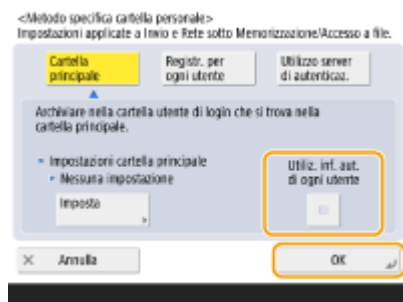 <Metodo specifica cartella personale>
Impostazioni applicate a Invio e Rete sotto Memorizzazione/Accesso a file.
Cartella
principale
Registr. per
ogni utente
Utilizzo server
di autenticaz.
Archiviare nella cartella utente di login che si trova nella
cartella principale.
Impostazioni cartella principale
Nessuna impostazione
Imposta
Utiliz. inf. aut.
di ogni utente
Annulla
OK